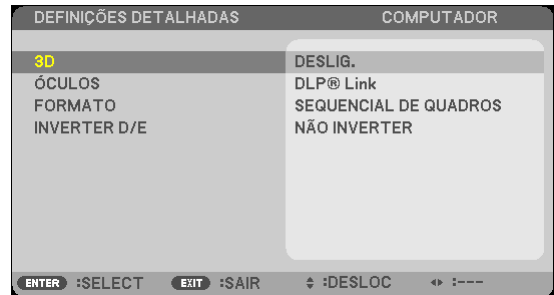 DEFINIÇÕES DETALHADAS COMPUTADOR
3D DESLIG.
ÓCULOS DLP® Link
FORMATO SEQUENCIAL DE QUADROS
INVERTER D/E NÃO INVERTER
ENTER :SELECT EXIT :SAIR :DESLOC :---